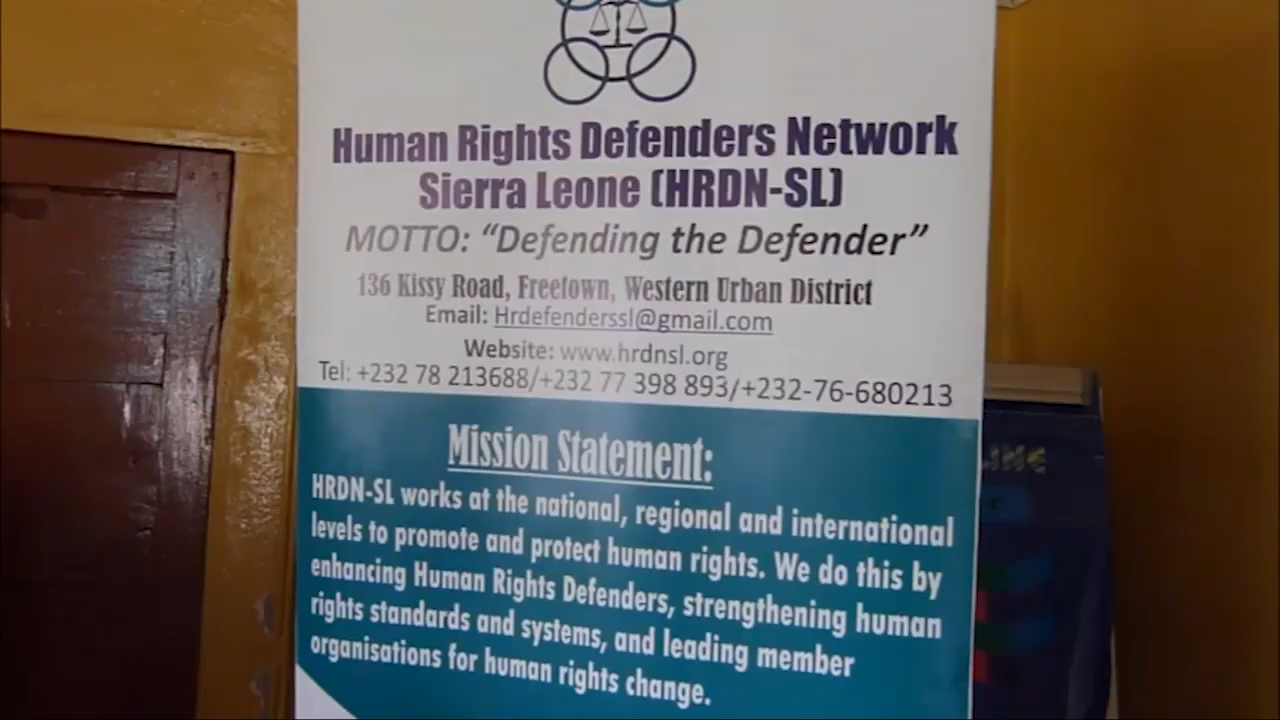 Human Rights Defenders Network
Sierra Leone (HRDN-SL)
MOTTO: “Defending the Defender”
136 Kissy Road, Freetown, Western Urban District
Email: Hrdefenderssl@gmail.com
Website: www.hrdnsl.org
Tel: +232 78 213688/+232 77 398 893/+232-76-680213
Mission Statement:
HRDN-SL works at the national, regional and international
levels to promote and protect human rights. We do this by
enhancing Human Rights Defenders, strengthening human
rights standards and systems, and leading member
organisations for human rights change.